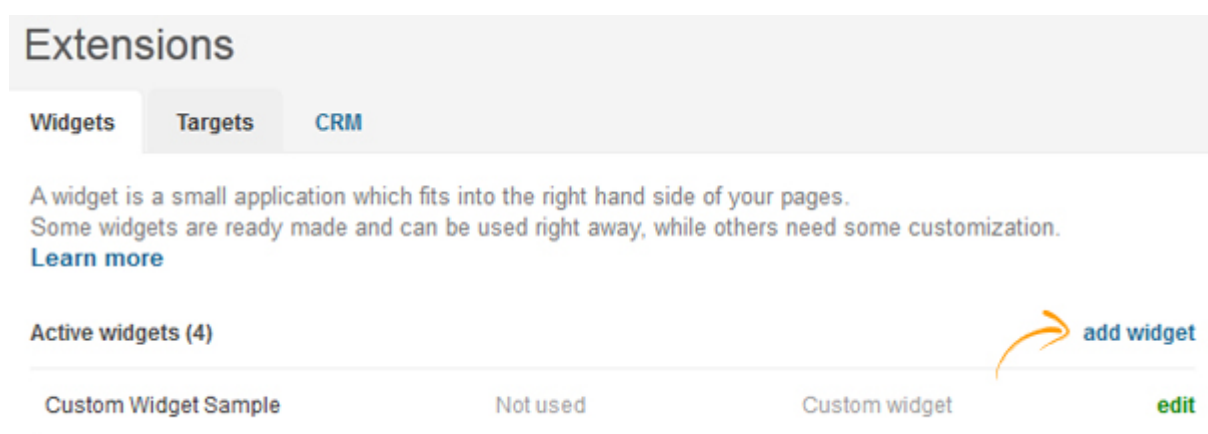 Extensions
Widgets Targets CRM
A widget is a small application which fits into the right hand side of your pages.
Some widgets are ready made and can be used right away, while others need some customization.
Learn more
Active widgets (4) add widget
Custom Widget Sample Not used Custom widget edit